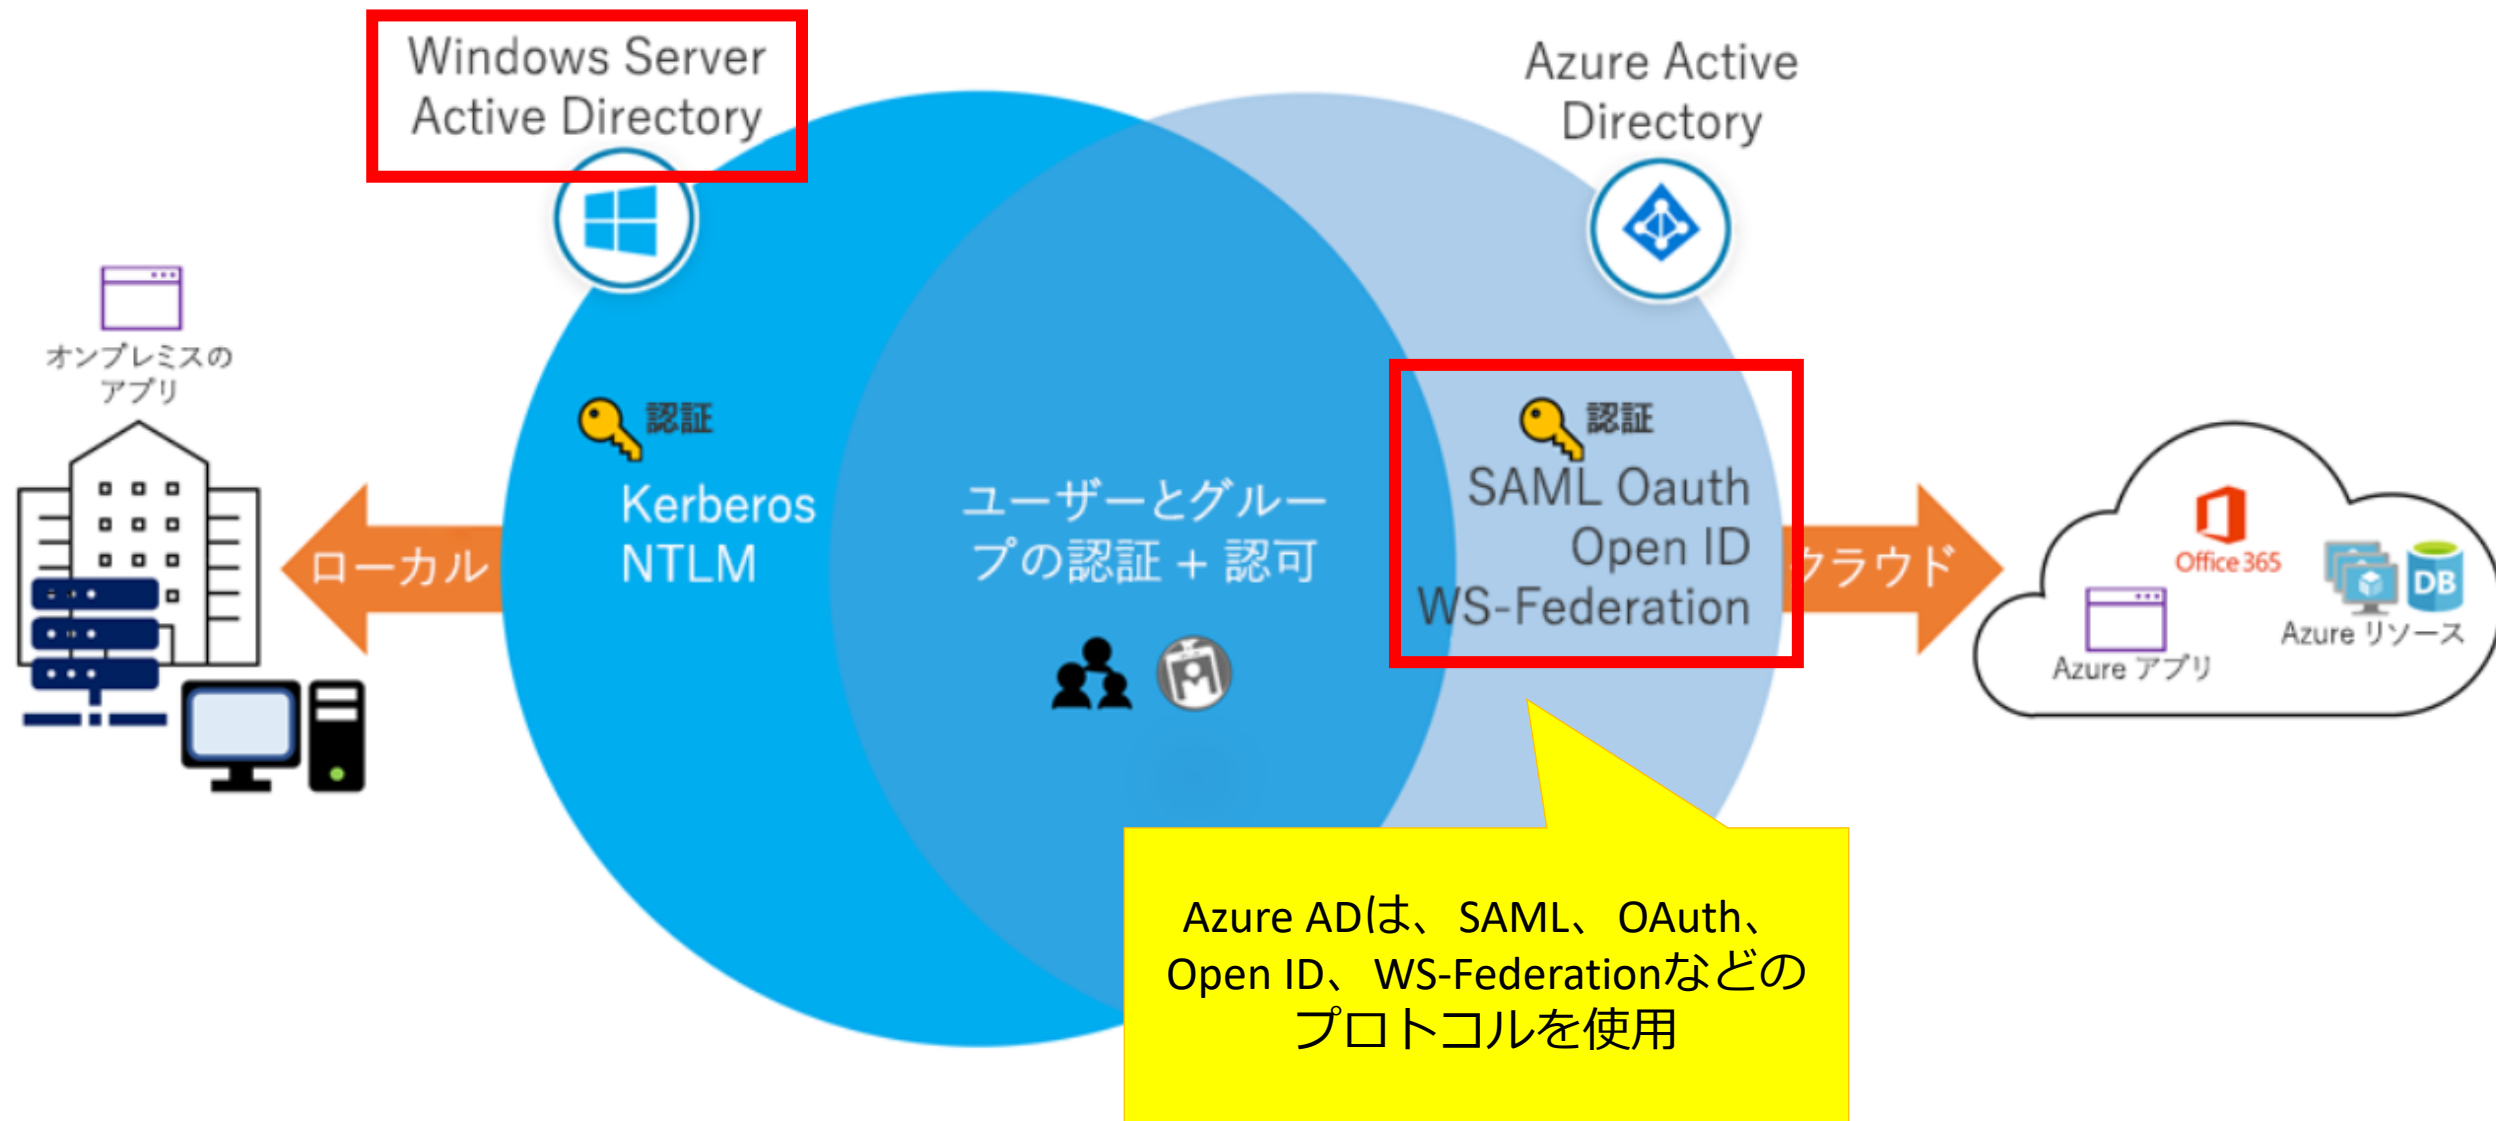 Windows Server
Active Directory
Azure Active
Directory
オンプレミスの
アプリ
ローカル
認証
Kerberos
NTLM
ユーザーとグルー
プの認証 + 認可
認証
SAML Oauth
Open ID
WS-Federation
クラウド
Office 365
DB
Azure リソース
Azure アプリ
Azure ADは、SAML、OAuth、
Open ID、WS-Federationなどの
プロトコルを使用